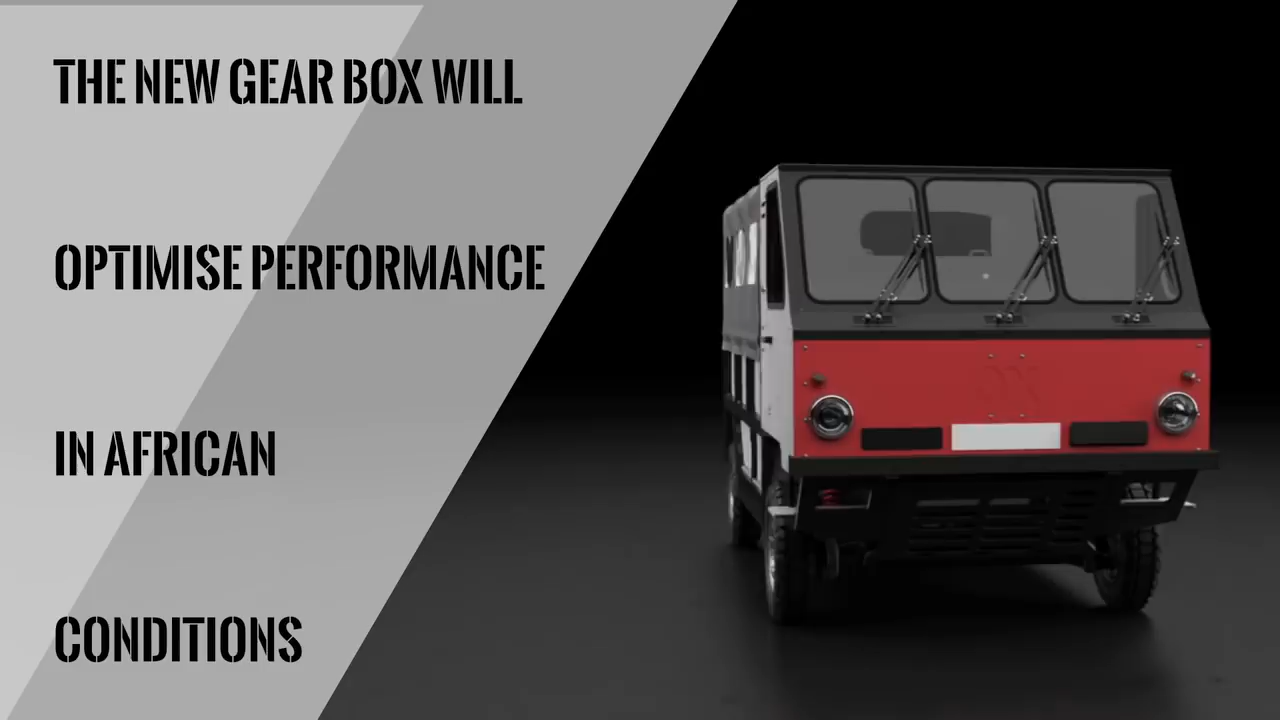 THE NEW GEAR BOX WILL
OPTIMISE PERFORMANCE
IN AFRICAN
CONDITIONS